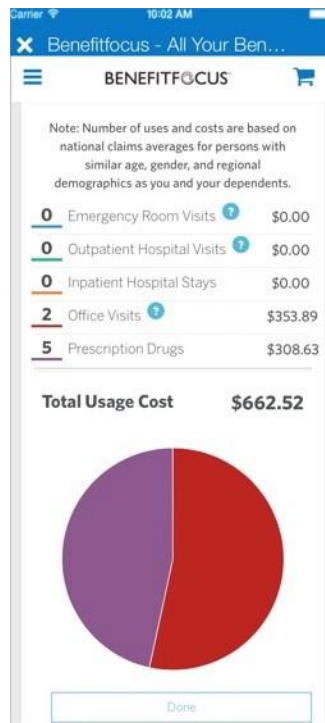 Carrier 10:02 AM
Benefitfocus - All Your Ben...
BENEFITFOCUS
Note: Number of uses and costs are based on
national claims averages for persons with
similar age, gender, and regional
demographics as you and your dependents.
0 Emergency Room Visits ? $0.00
0 Outpatient Hospital Visits ? $0.00
0 Inpatient Hospital Stays $0.00
2 Office Visits ? $353.89
5 Prescription Drugs $308.63
Total Usage Cost $662.52
Done